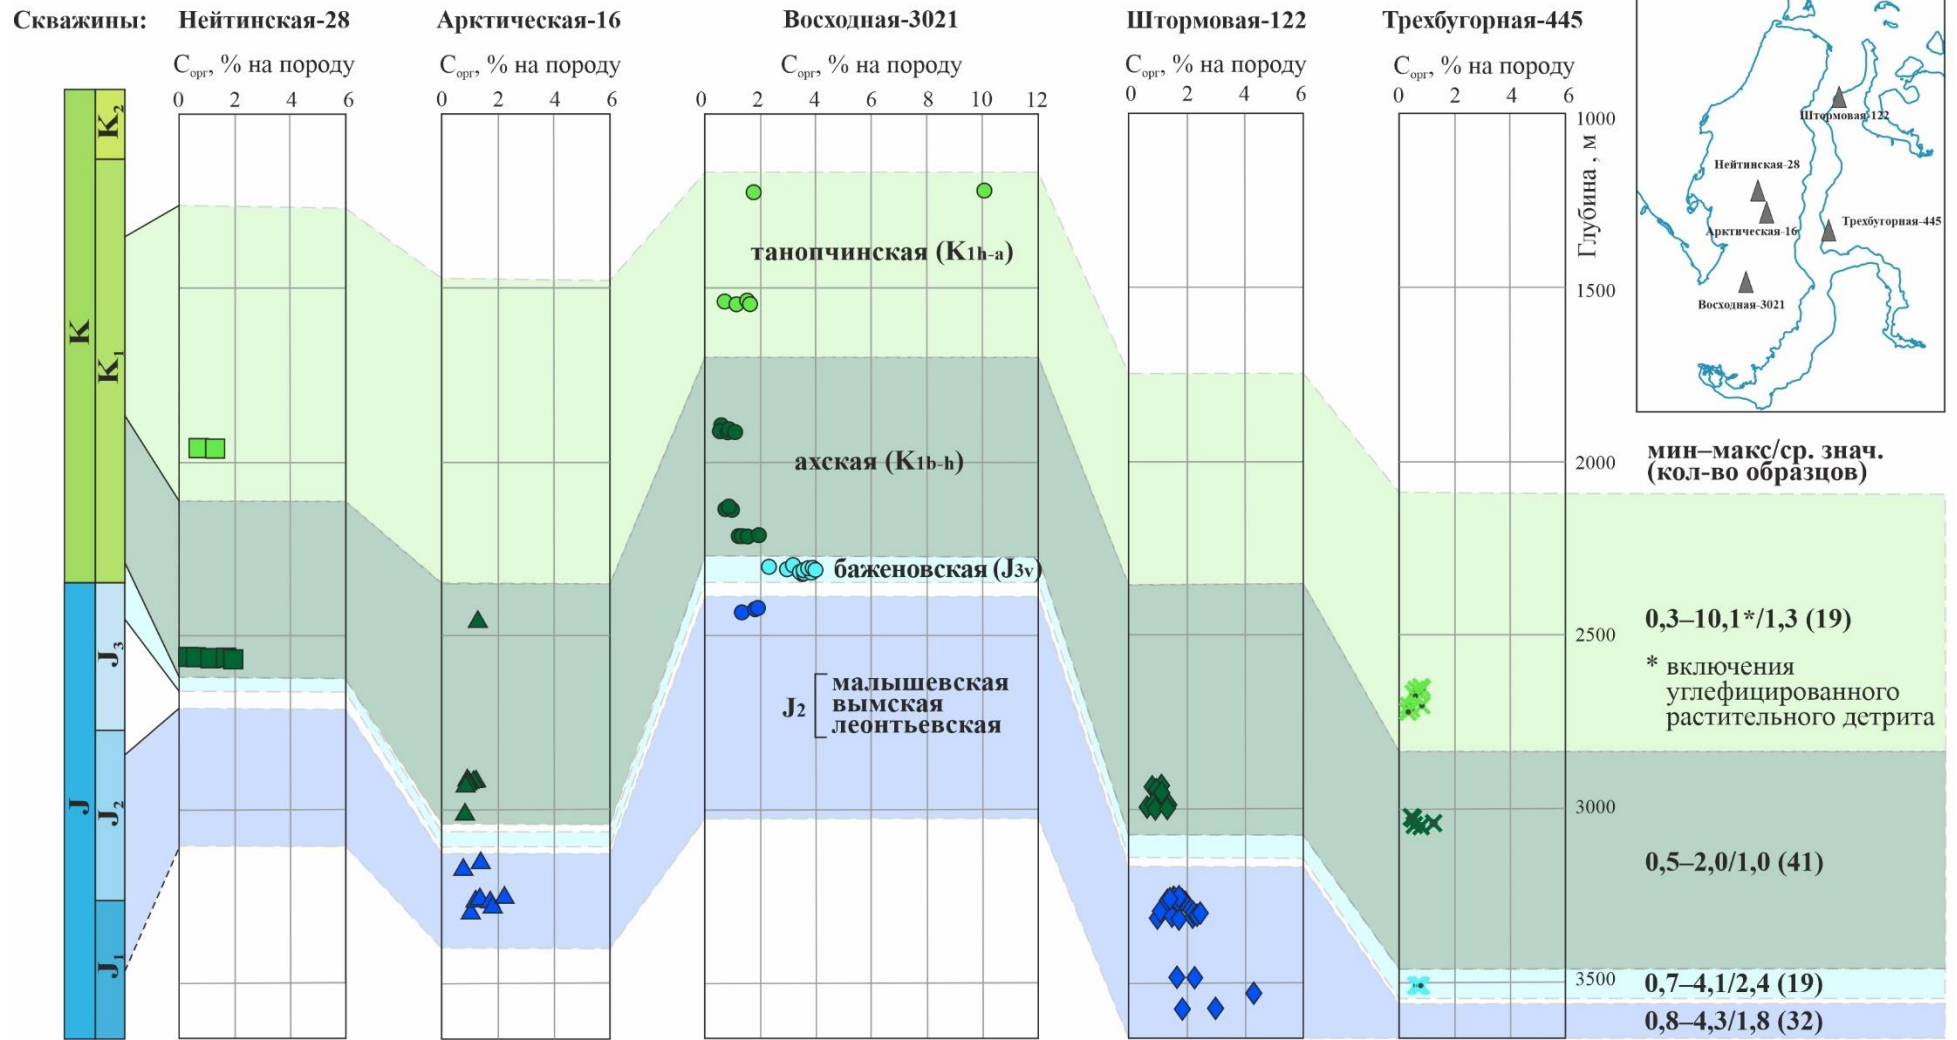 Скважины: Нейтинская-28 Арктическая-16 Восходная-3021 Штормовая-122 Трехбугорная-445
Cорг, % на породу Cорг, % на породу Cорг, % на породу Cорг, % на породу Cорг, % на породу
0 2 4 6 0 2 4 6 0 2 4 6 8 10 12 0 2 4 6 0 2 4 6
K
K2
K1
J
J3
J2
J1
танопчинская (K1h-a)
ахская (K1b-h)
баженовская (J3v)
J2
малышевская
вымская
леонтьевская
Глубина , м
1000
1500
2000
2500
3000
3500
Штормовая-122
Нейтинская-28
Арктическая-16
Трехбугорная-445
Восходная-3021
мин–макс/ср. знач.
(кол-во образцов)
0,3–10,1*/1,3 (19)
* включения
углефицированного
растительного детрита
0,5–2,0/1,0 (41)
0,7–4,1/2,4 (19)
0,8–4,3/1,8 (32)